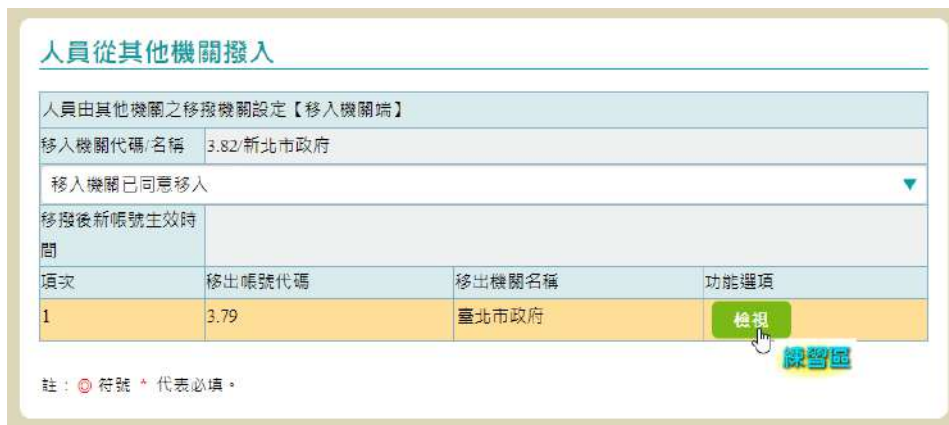 人員從其他機關撥入
人員由其他機關之移撥機關設定【移入機關端】
移入機關代碼/名稱 3.82/新北市政府
移入機關已同意移入
移撥後新帳號生效時
間
項次 移出帳號代碼 移出機關名稱 功能選項
1 3.79 臺北市政府 檢視
練習區
註：◎ 符號 * 代表必填。